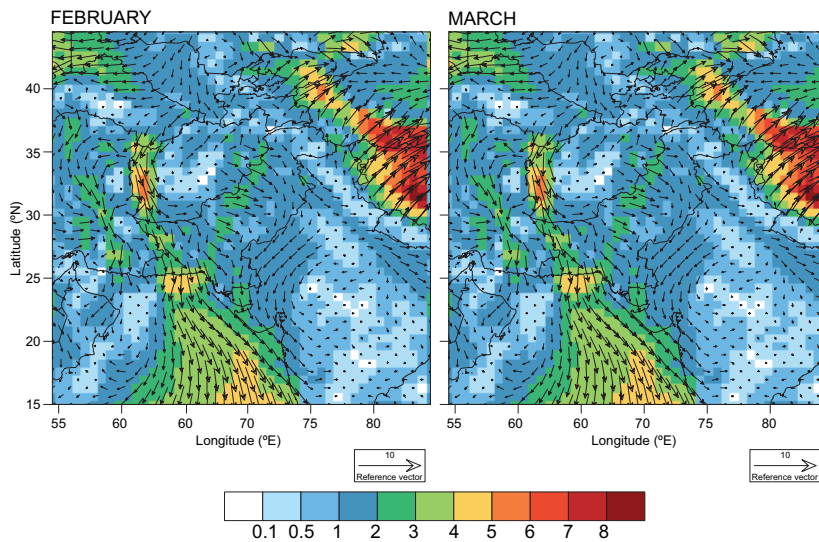 FEBRUARY
MARCH
40
35
30
25
20
15
Latitude (ºN)
55 60 60 70 75 80
55 60 60 70 75 80
Longitude (ºE)
Longitude (ºE)
10
Reference vector
10
Reference vector
0.1 0.5 1 2 3 4 5 6 7 8